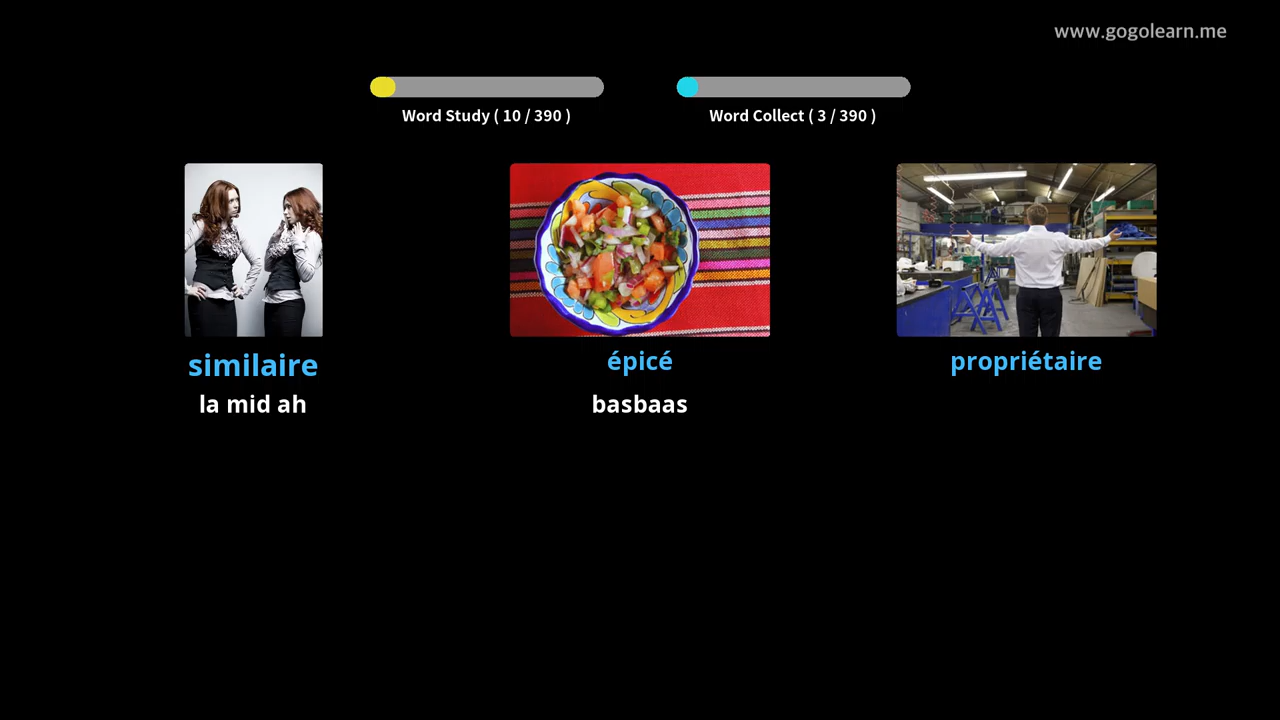 www.gogolearn.me
Word Study ( 10 / 390 )
Word Collect ( 3 / 390 )
similaire
la mid ah
épicé
basbaas
propriétaire